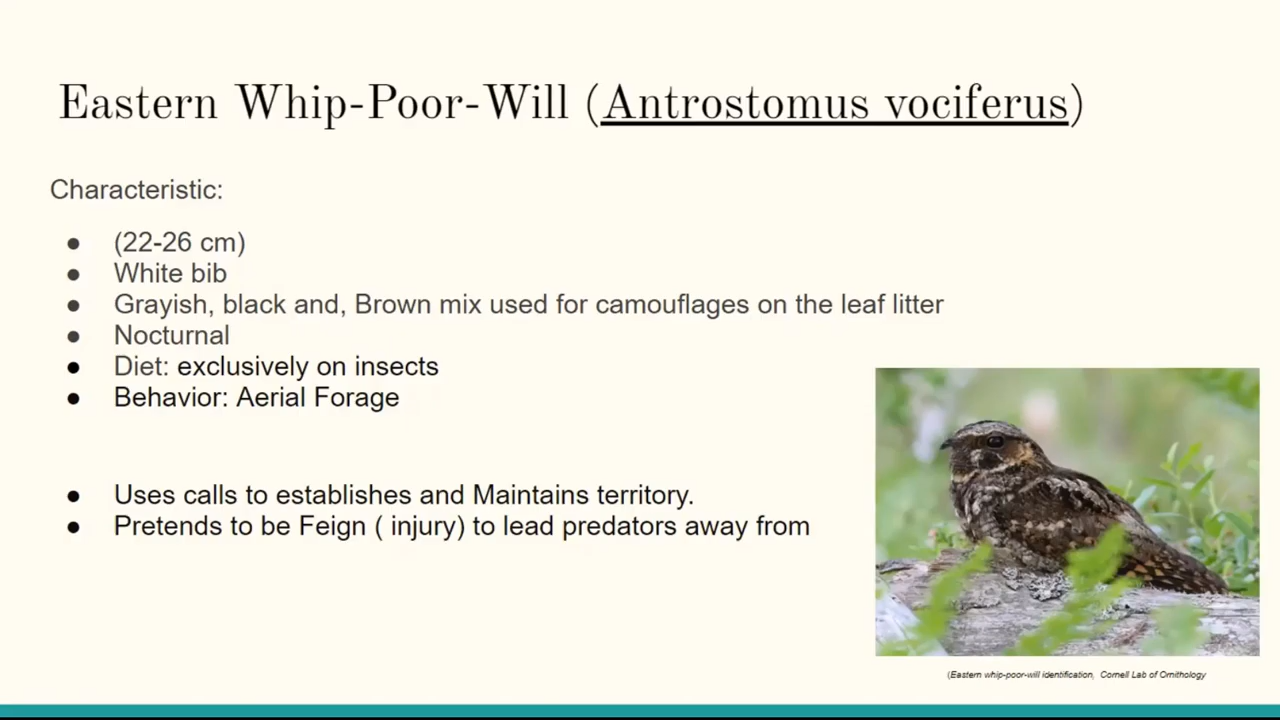 Eastern Whip-Poor-Will (Antrostomus vociferus)
Characteristic:
● (22-26 cm)
● White bib
● Grayish, black and, Brown mix used for camouflages on the leaf litter
● Nocturnal
● Diet: exclusively on insects
● Behavior: Aerial Forage
● Uses calls to establishes and Maintains territory.
● Pretends to be Feign ( injury) to lead predators away from
(Eastern whip-poor-will identification, Cornell Lab of Ornithology